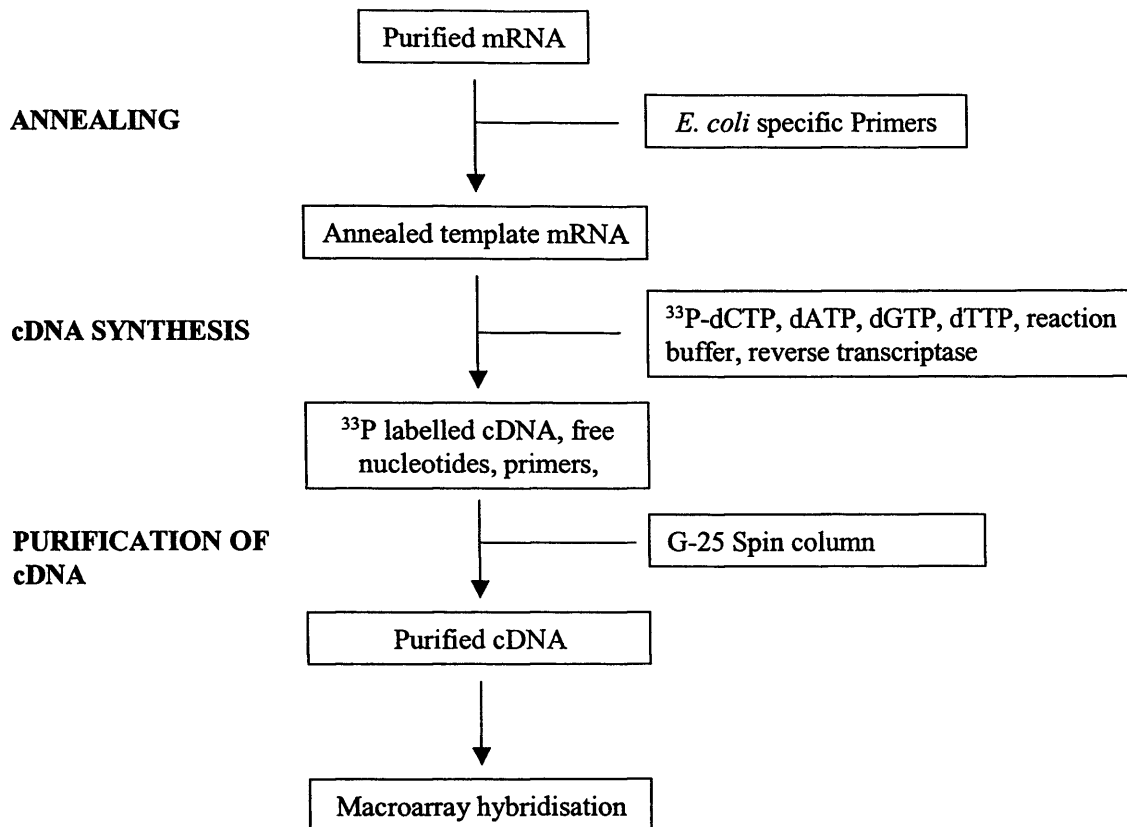 Purified mRNA
ANNEALING
E. coli specific Primers
Annealed template mRNA
cDNA SYNTHESIS
³³P-dCTP, dATP, dGTP, dTTP, reaction
buffer, reverse transcriptase
³³P labelled cDNA, free
nucleotides, primers,
PURIFICATION OF
cDNA
G-25 Spin column
Purified cDNA
Macroarray hybridisation